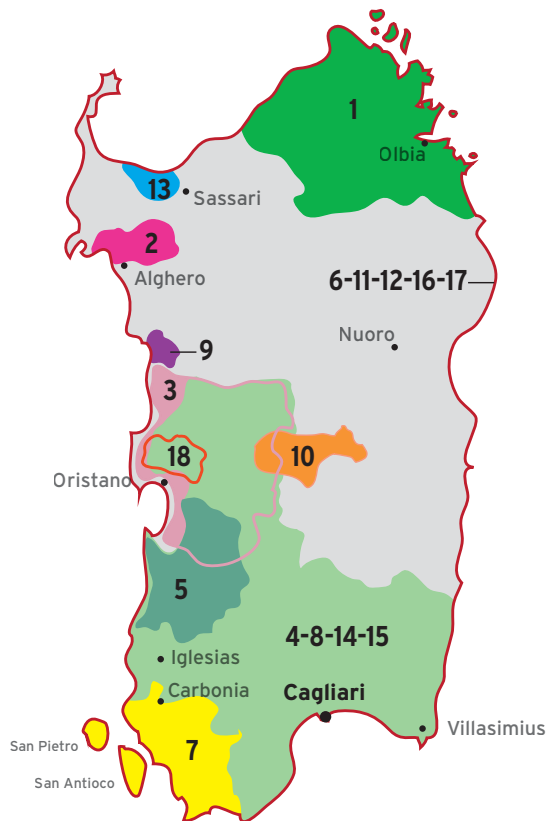 1
Olbia
13
Sassari
2
Alghero
6-11-12-16-17
Nuoro
9
3
18
10
Oristano
5
4-8-14-15
Iglesias
Carbonia
Cagliari
Villasimius
San Pietro
7
San Antioco